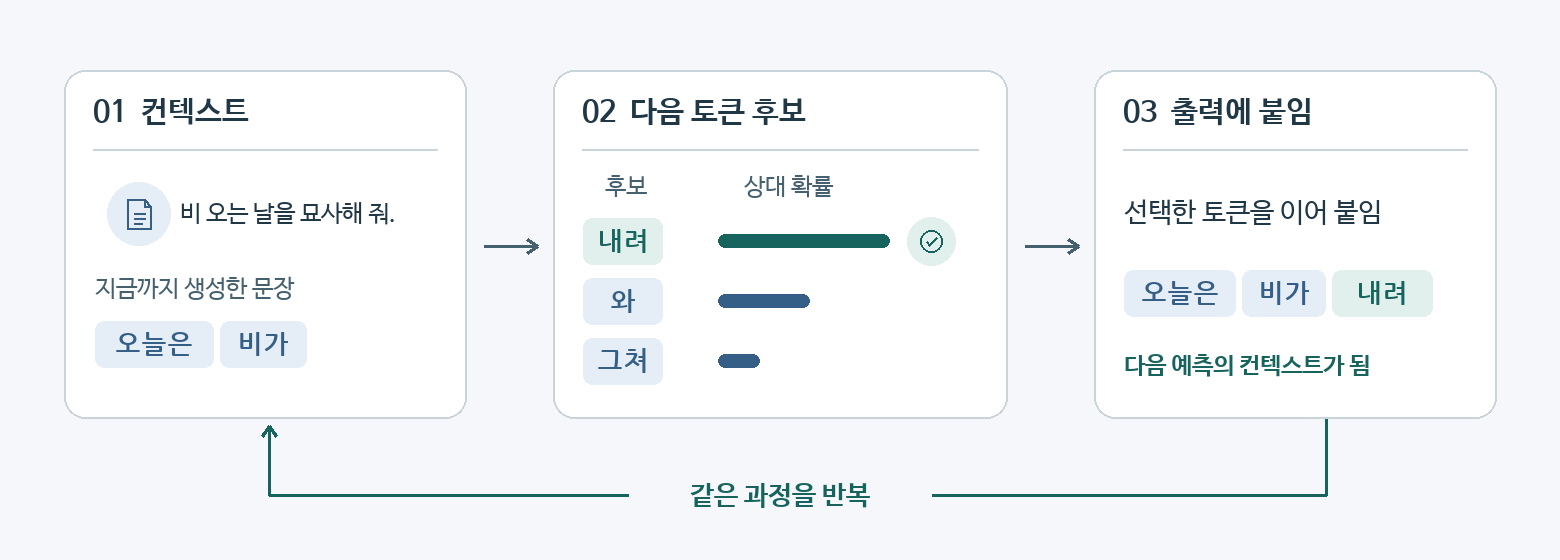 01 컨텍스트
비 오는 날을 묘사해 줘.
지금까지 생성한 문장
오늘은 비가
02 다음 토큰 후보
후보 상대 확률
내려
와
그쳐
03 출력에 붙임
선택한 토큰을 이어 붙임
오늘은 비가 내려
다음 예측의 컨텍스트가 됨
같은 과정을 반복